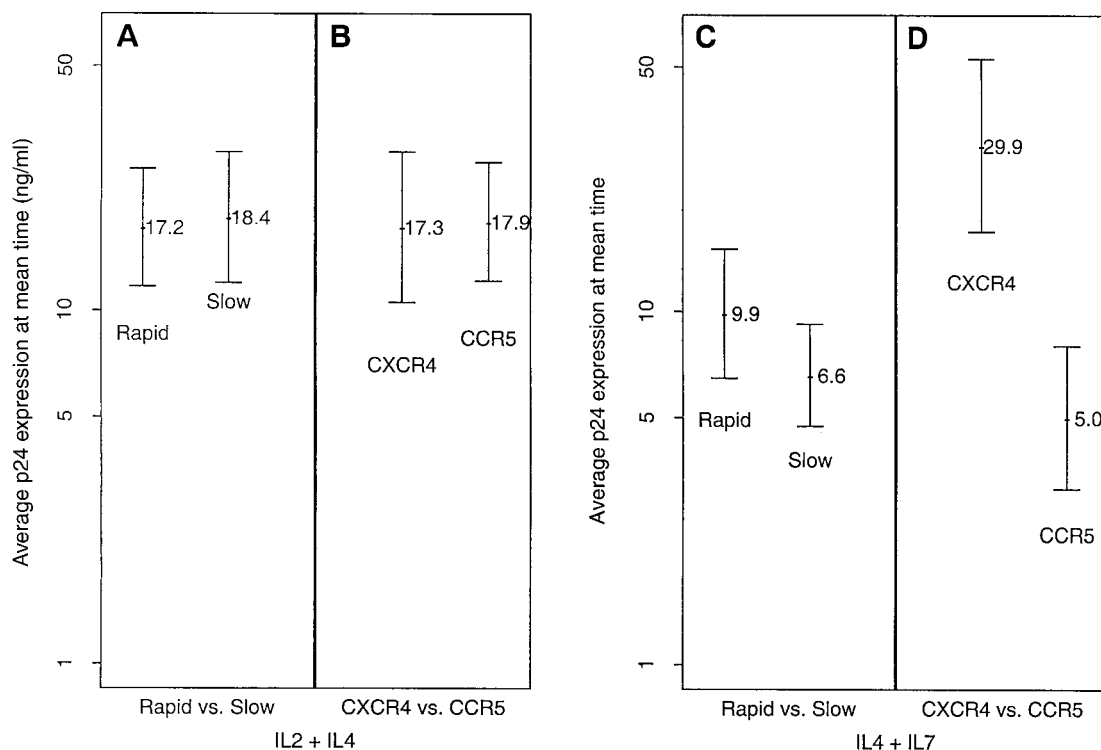 A
B
50
10
5
1
Average p24 expression at mean time (ng/ml)
17.2
18.4
17.3
17.9
Rapid
Slow
CXCR4
CCR5
Rapid vs. Slow
CXCR4 vs. CCR5
IL2 + IL4
C
D
50
10
5
1
Average p24 expression at mean time
9.9
6.6
29.9
5.0
Rapid
Slow
CXCR4
CCR5
Rapid vs. Slow
CXCR4 vs. CCR5
IL4 + IL7